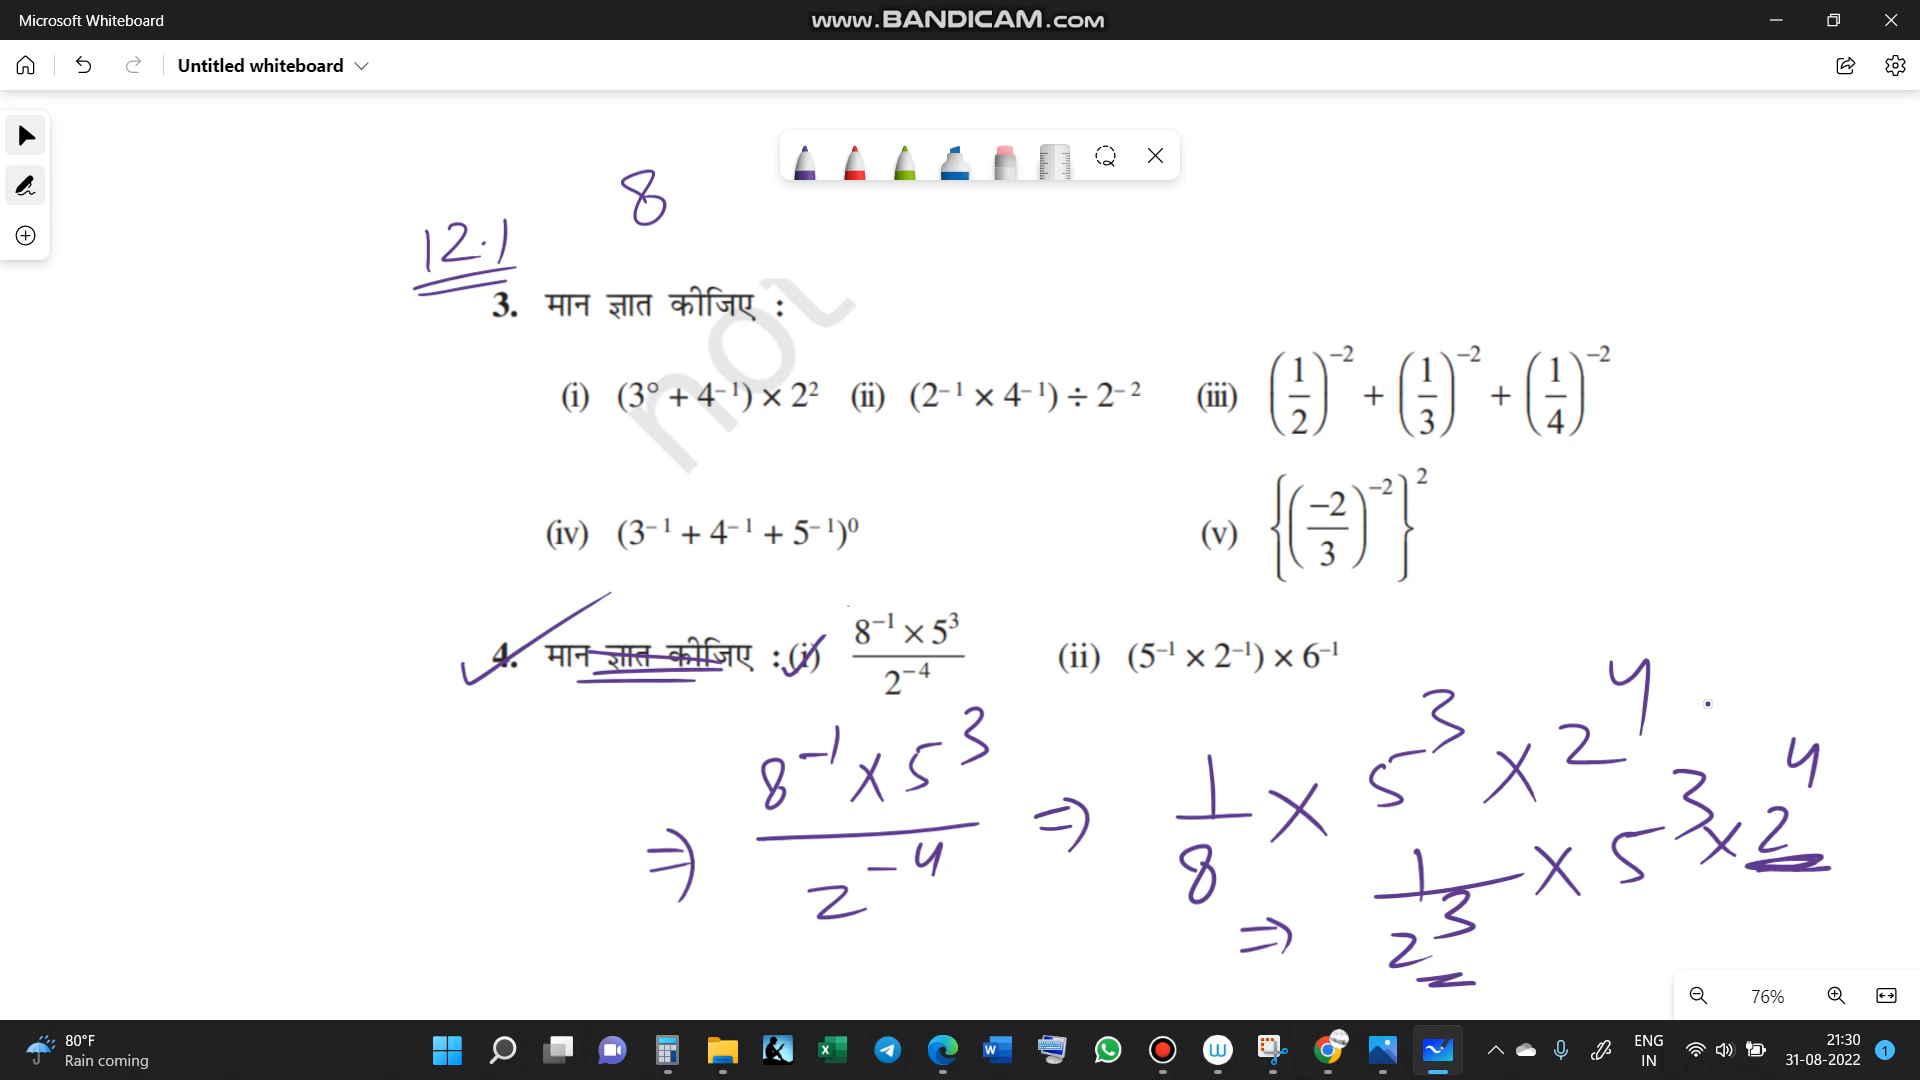 Microsoft Whiteboard
www.BANDICAM.com
Untitled whiteboard
8
12.1
not
3. मान ज्ञात कीजिए :
(i) (3° + 4⁻¹) × 2² (ii) (2⁻¹ × 4⁻¹) ÷ 2⁻² (iii) (1/2)⁻² + (1/3)⁻² + (1/4)⁻²
(iv) (3⁻¹ + 4⁻¹ + 5⁻¹)⁰ (v) {(-2/3)⁻²}²
4. मान ज्ञात कीजिए : (i) 8⁻¹ × 5³ / 2⁻⁴ (ii) (5⁻¹ × 2⁻¹) × 6⁻¹
⇒ 8⁻¹ × 5³ / 2⁻⁴ ⇒ 1/8 × 5³ × 2⁴
⇒ 1/2³ × 5³ × 2⁴
76%
80°F
Rain coming
ENG
IN
21:30
31-08-2022
1